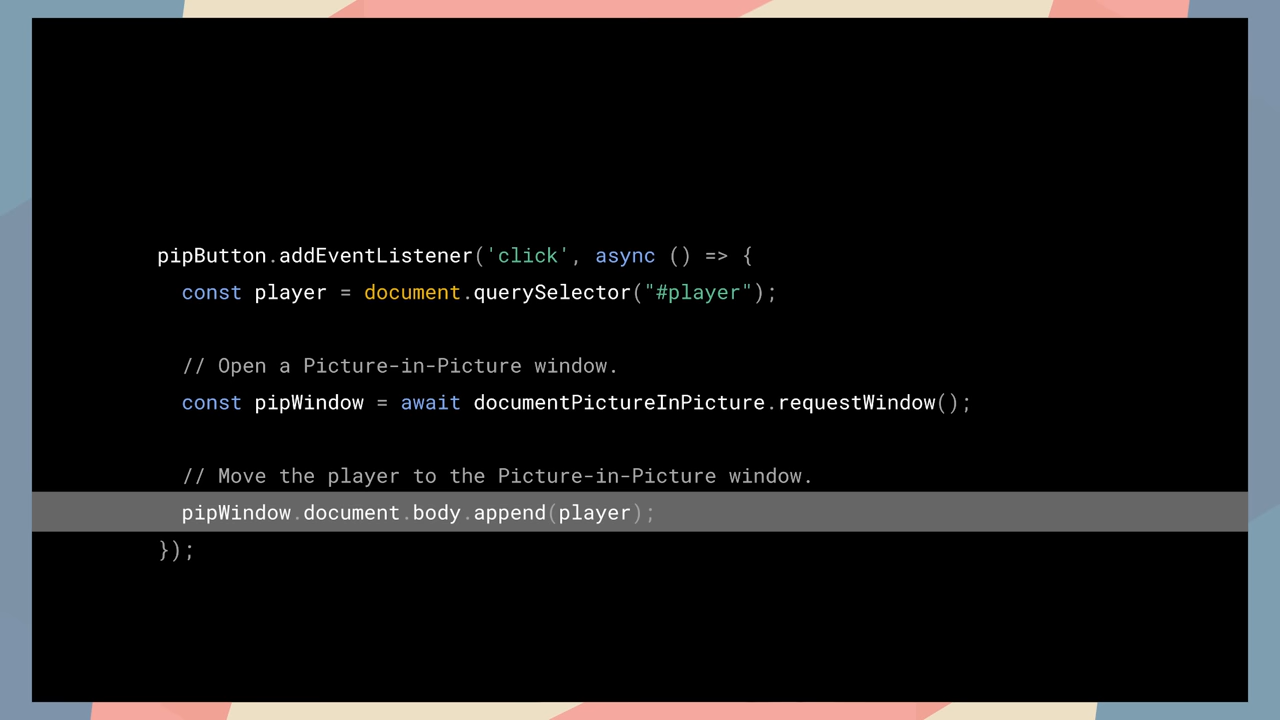 pipButton.addEventListener('click', async () => {
const player = document.querySelector("#player");
// Open a Picture-in-Picture window.
const pipWindow = await documentPictureInPicture.requestWindow();
// Move the player to the Picture-in-Picture window.
pipWindow.document.body.append(player);
});